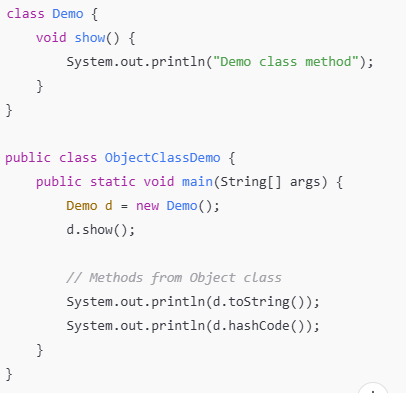 class Demo {
    void show() {
        System.out.println("Demo class method");
    }
}

public class ObjectClassDemo {
    public static void main(String[] args) {
        Demo d = new Demo();
        d.show();

        // Methods from Object class
        System.out.println(d.toString());
        System.out.println(d.hashCode());
    }
}